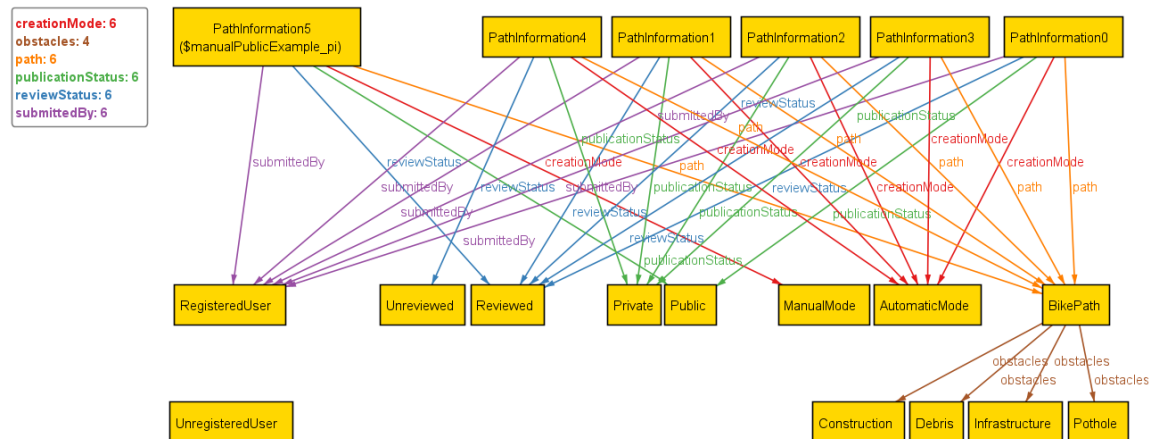 creationMode: 6
obstacles: 4
path: 6
publicationStatus: 6
reviewStatus: 6
submittedBy: 6
PathInformation5
($manualPublicExample_pi)
PathInformation4
PathInformation1
PathInformation2
PathInformation3
PathInformation0
reviewStatus
submittedBy
publicationStatus
path
publicationStatus
creationMode
creationMode
submittedBy
reviewStatus
creationMode
path
creationMode
path
creationMode
submittedBy
reviewStatus
submittedBy
publicationStatus
reviewStatus
creationMode
path
path
submittedBy
reviewStatus
publicationStatus
publicationStatus
submittedBy
reviewStatus
publicationStatus
RegisteredUser
Unreviewed
Reviewed
Private
Public
ManualMode
AutomaticMode
BikePath
obstacles
obstacles
obstacles
obstacles
UnregisteredUser
Construction
Debris
Infrastructure
Pothole